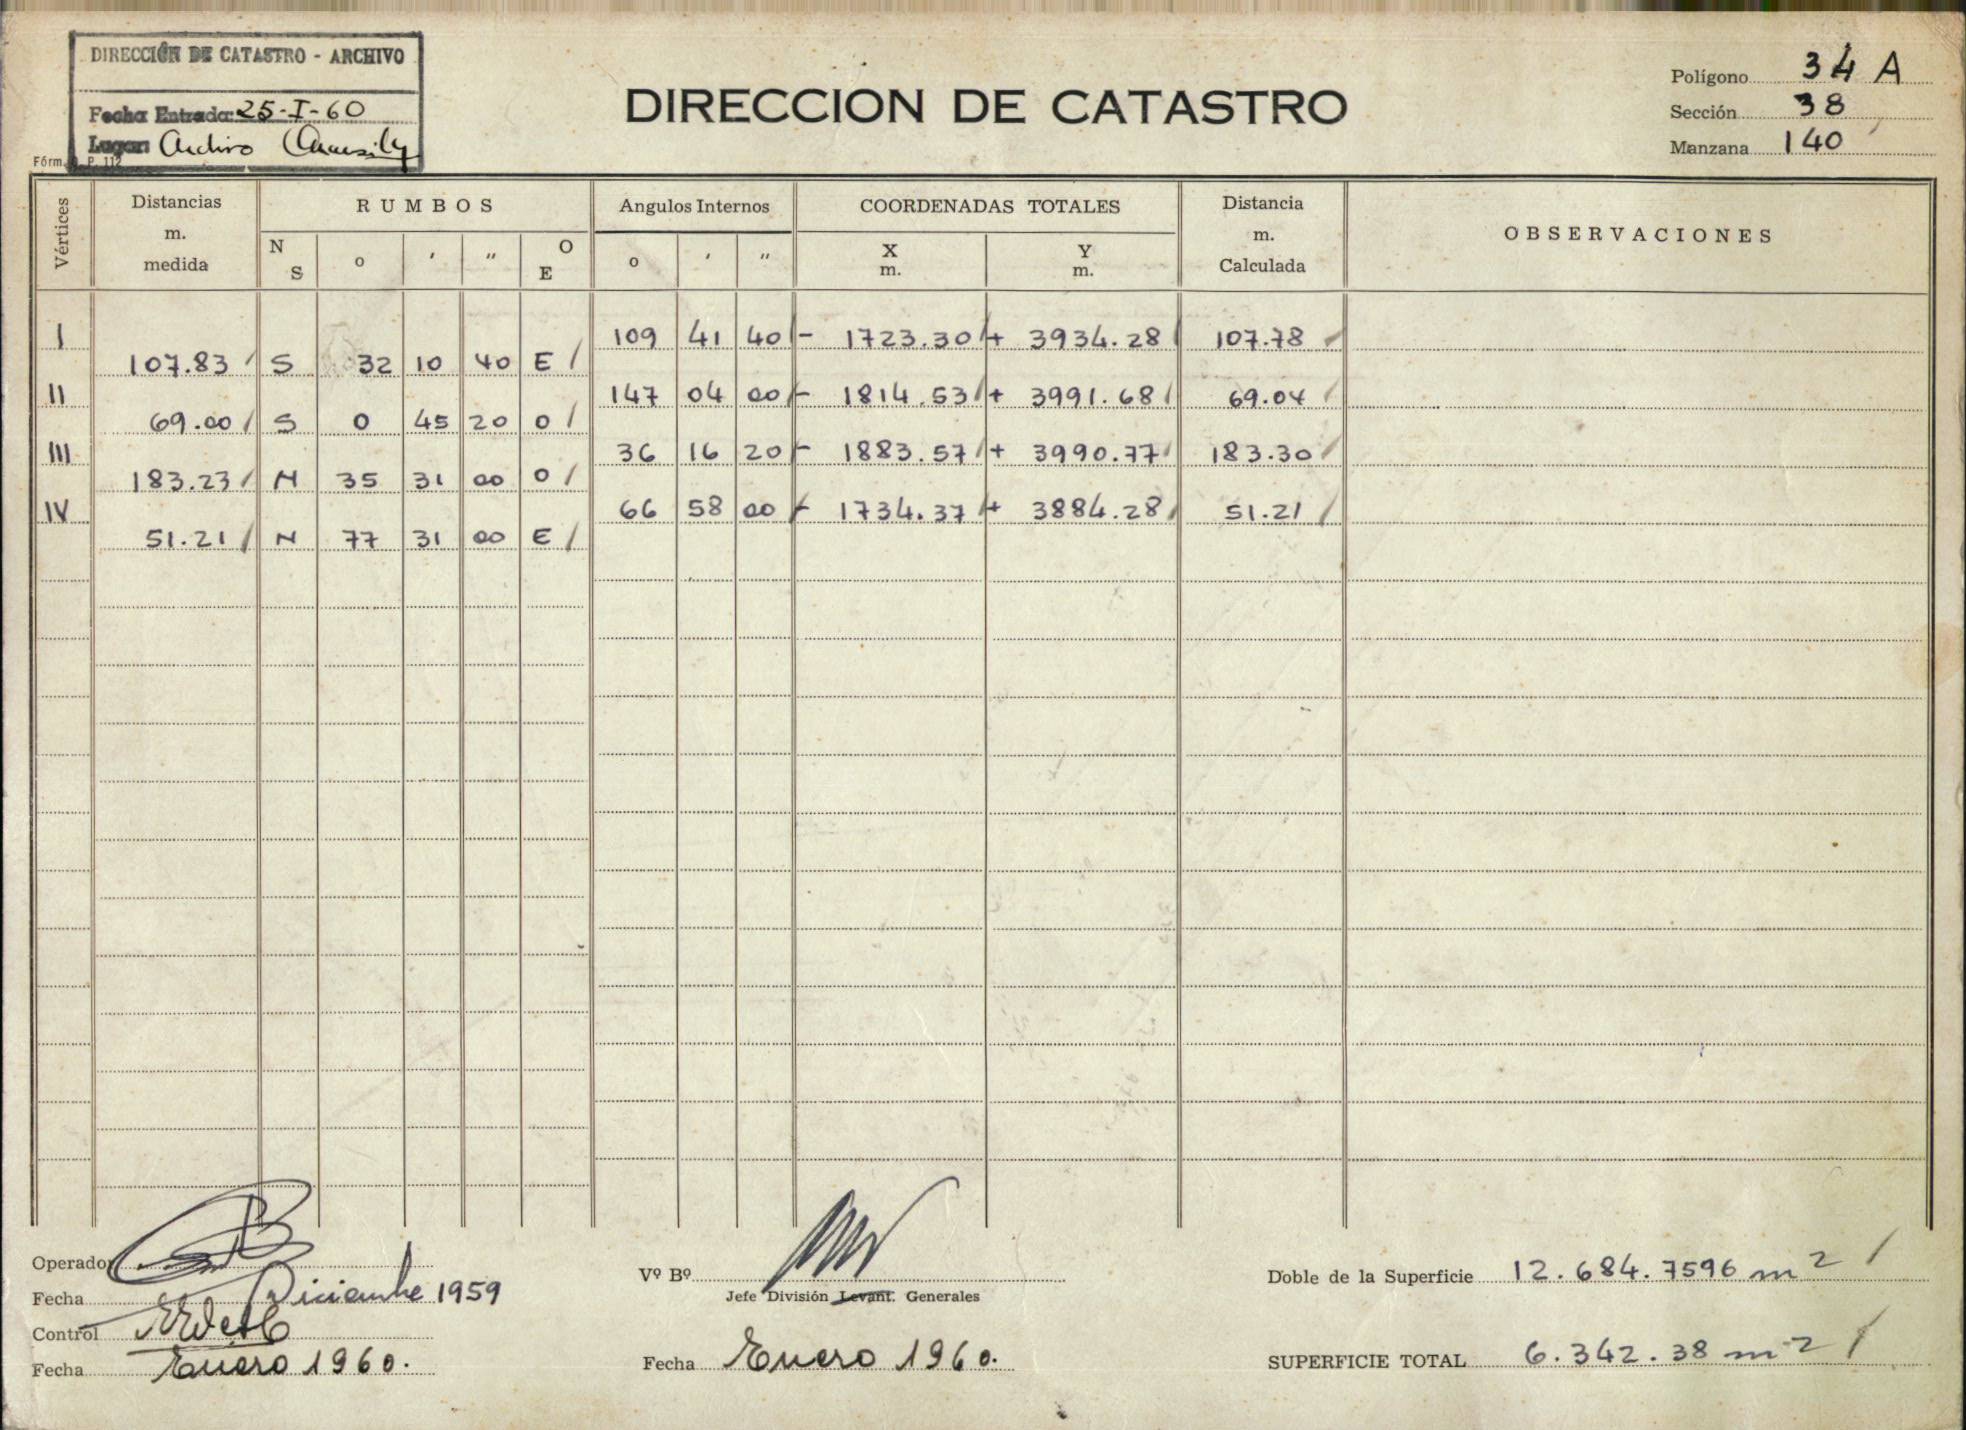 DIRECCIÓN DE CATASTRO - ARCHIVO
Fecha Entrada: 25-I-60
Lugar: Archivo
Fórm. D. P. 112
DIRECCION DE CATASTRO
Polígono 34 A
Sección 38
Manzana 140
Vértices
Distancias m. medida
RUMBOS
Angulos Internos
COORDENADAS TOTALES
Distancia m. Calculada
OBSERVACIONES
N S o ' " O E
o ' "
X m. Y m.
I 109 41 40 - 1723.30 + 3934.28 107.78
107.83 S 32 10 40 E
II 147 04 00 - 1814.53 + 3991.68 69.04
69.00 S 0 45 20 O
III 36 16 20 - 1883.57 + 3990.77 183.30
183.23 N 35 31 00 O
IV 66 58 00 - 1734.37 + 3884.28 51.21
51.21 N 77 31 00 E
Operador
Fecha Diciembre 1959
Control
Fecha Enero 1960.
Vº Bº
Jefe División Levant. Generales
Fecha Enero 1960.
Doble de la Superficie 12.684.7596 m2
SUPERFICIE TOTAL 6.342.38 m2